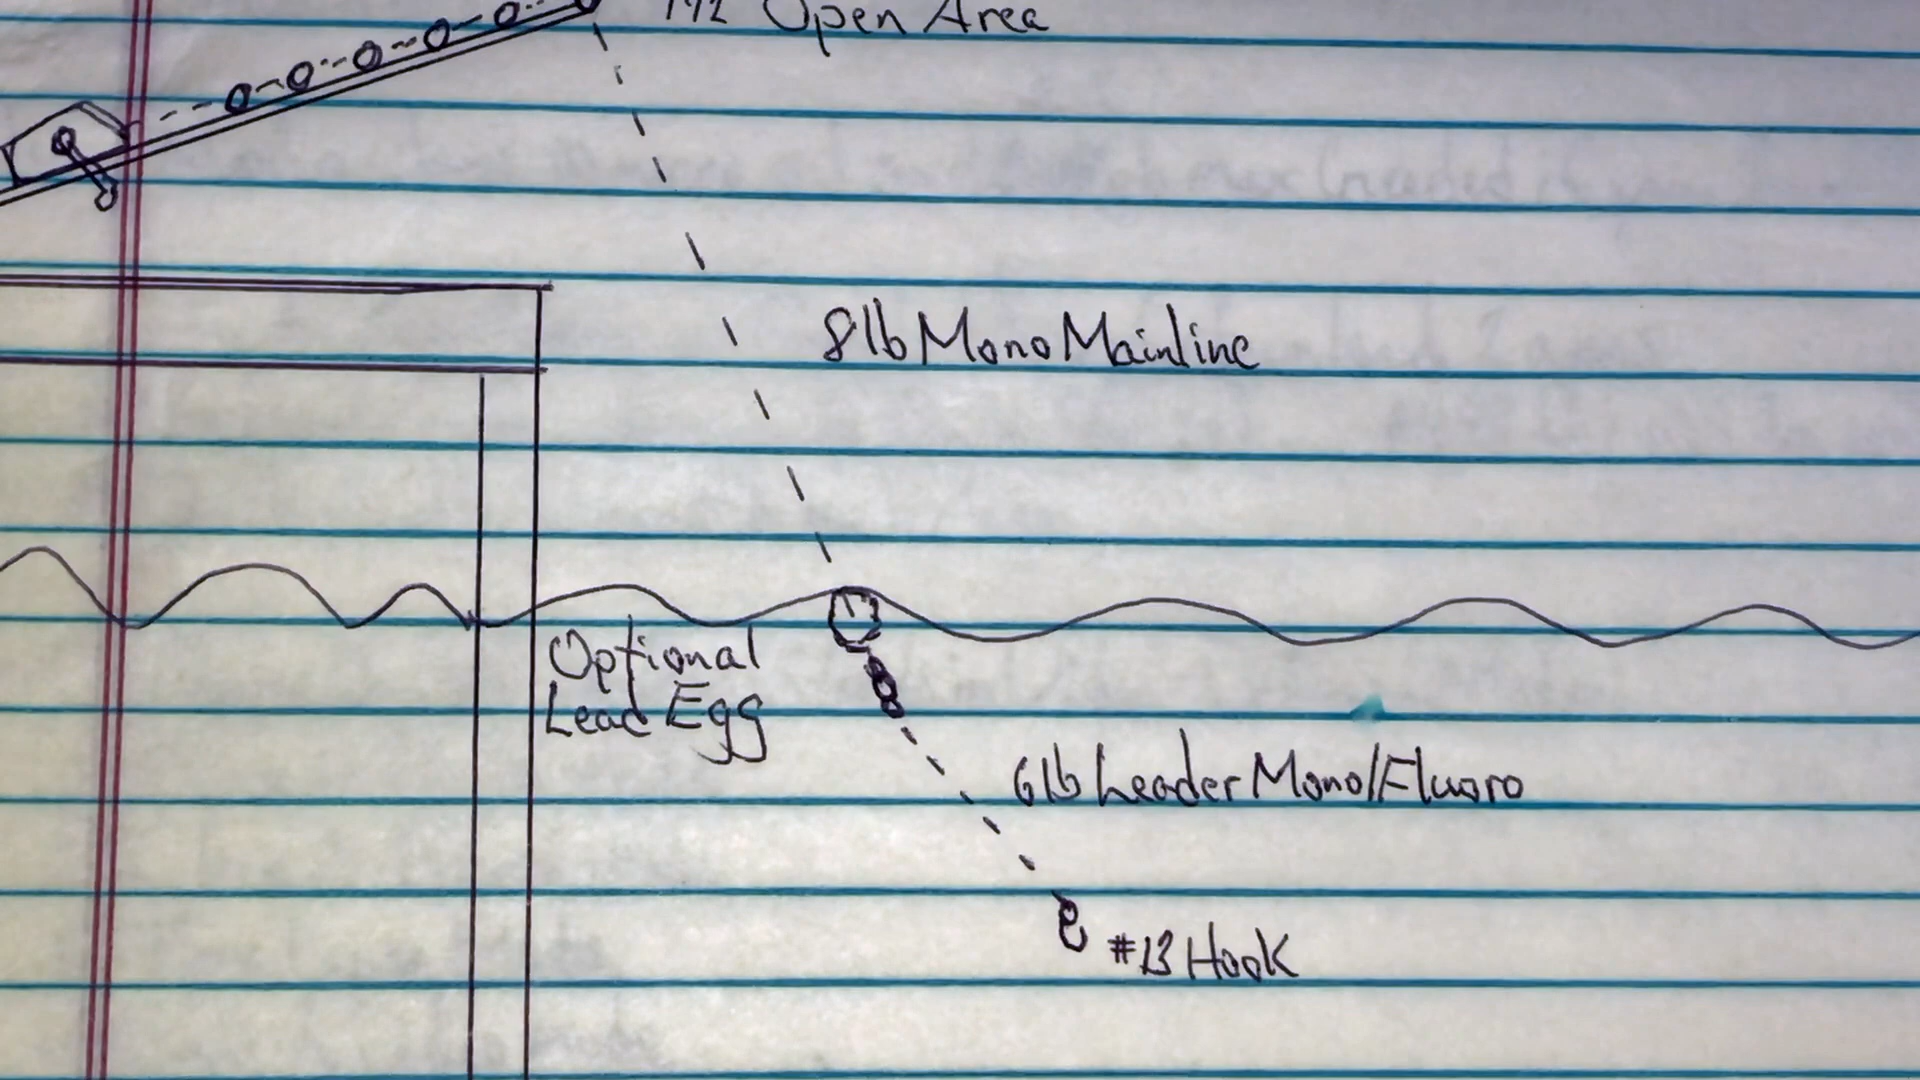 Open Area
8lb Mono Mainline
Optional
Lead Egg
6lb Leader Mono/Fluoro
#13 Hook